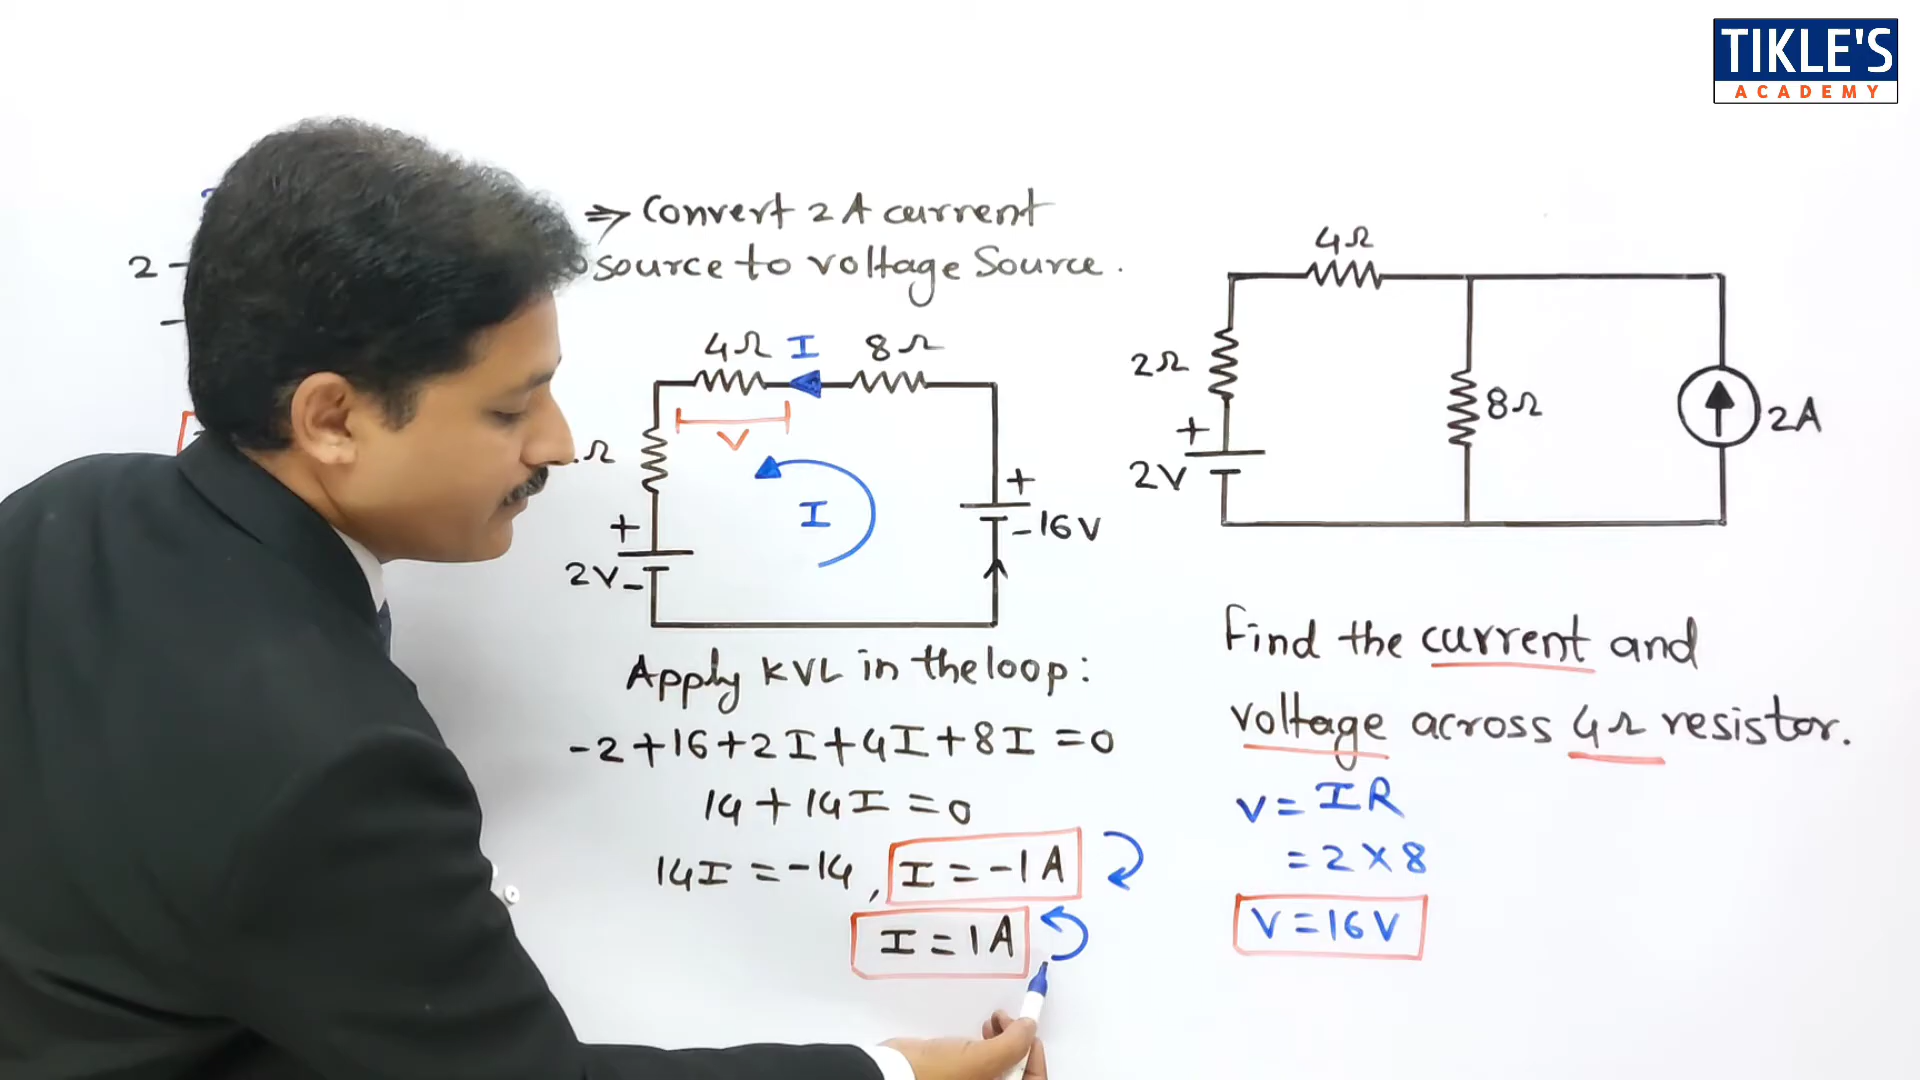 TIKLE'S
ACADEMY
⇒ Convert 2 A current
source to voltage Source.
2 -
4Ω I 8Ω
V
Ω
I
+
2V -
+
- 16V
4Ω
2Ω
8Ω
2A
+
2V
Apply KVL in the loop:
-2+16+2I+4I+8I = 0
14 + 14I = 0
14I = -14, I = -1A
I = 1A
Find the current and
voltage across 4Ω resistor.
V = IR
= 2 × 8
V = 16V